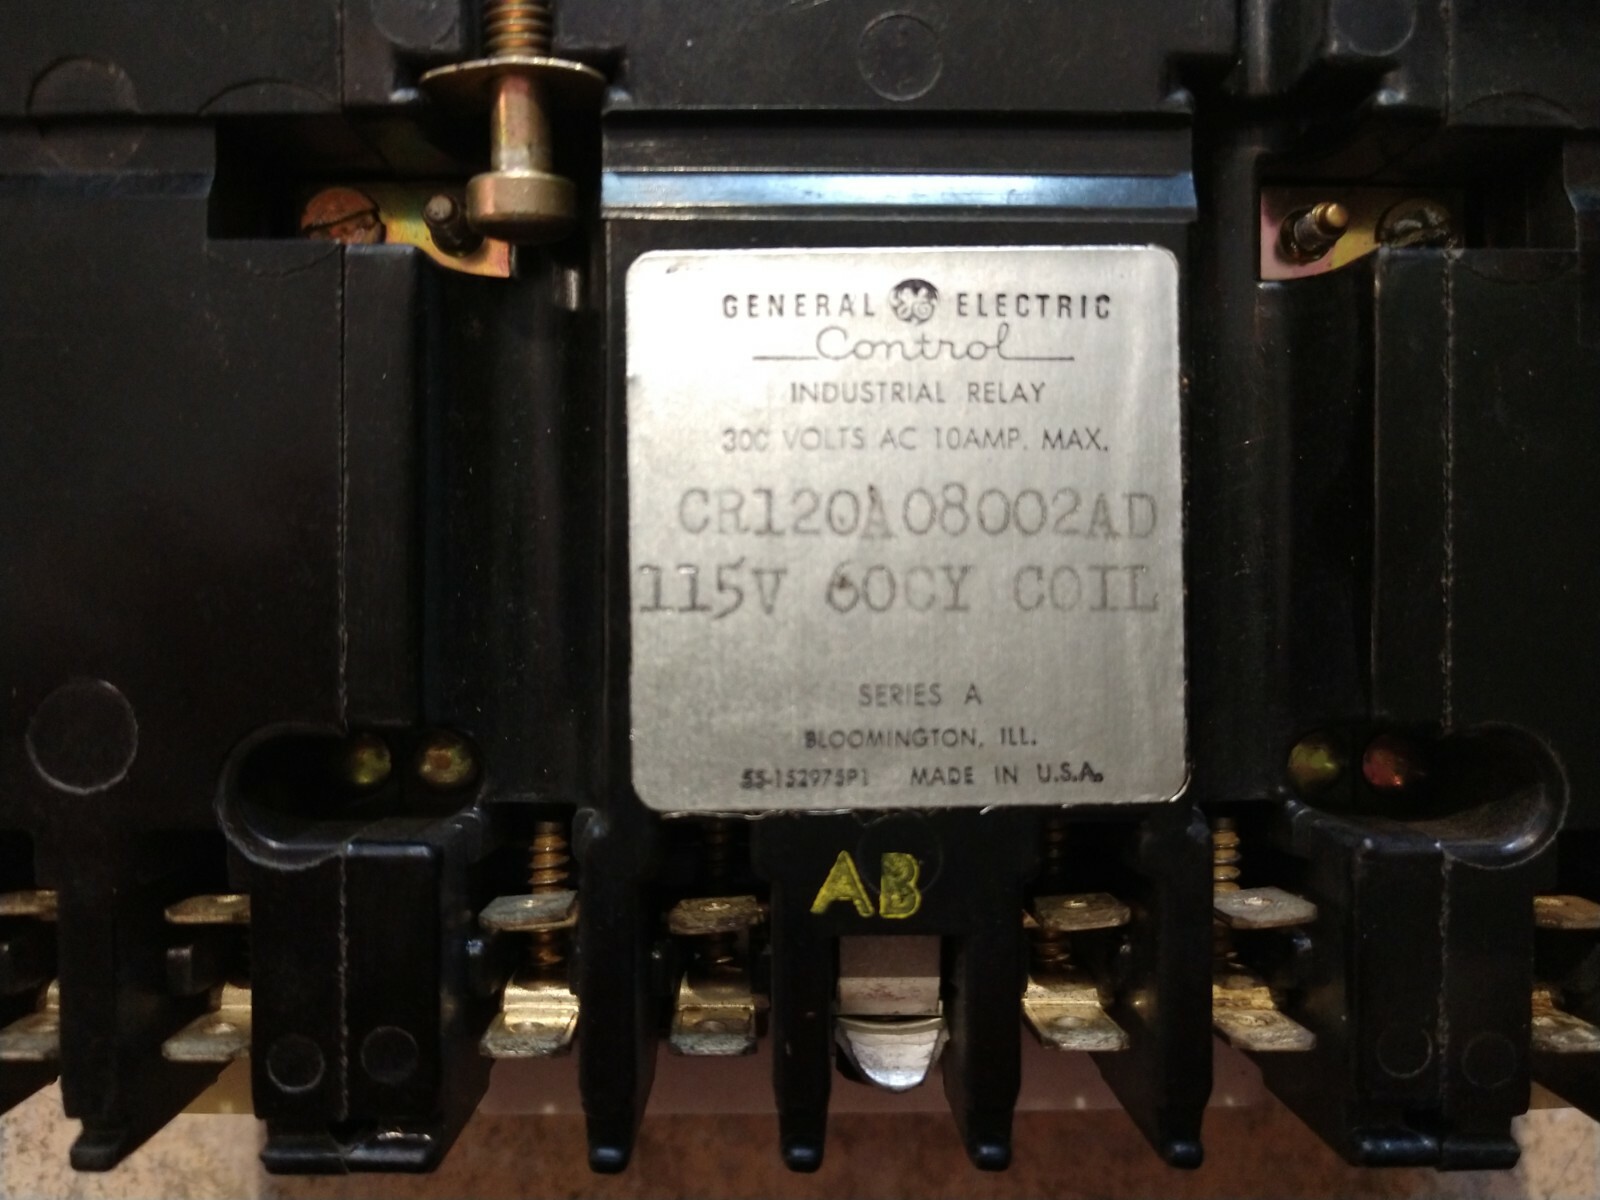 GENERAL GE ELECTRIC
Control
INDUSTRIAL RELAY
300 VOLTS AC 10AMP. MAX.
CR120A08002AD
115V 60CY COIL
SERIES A
BLOOMINGTON, ILL.
55-152975P1 MADE IN U.S.A.
AB